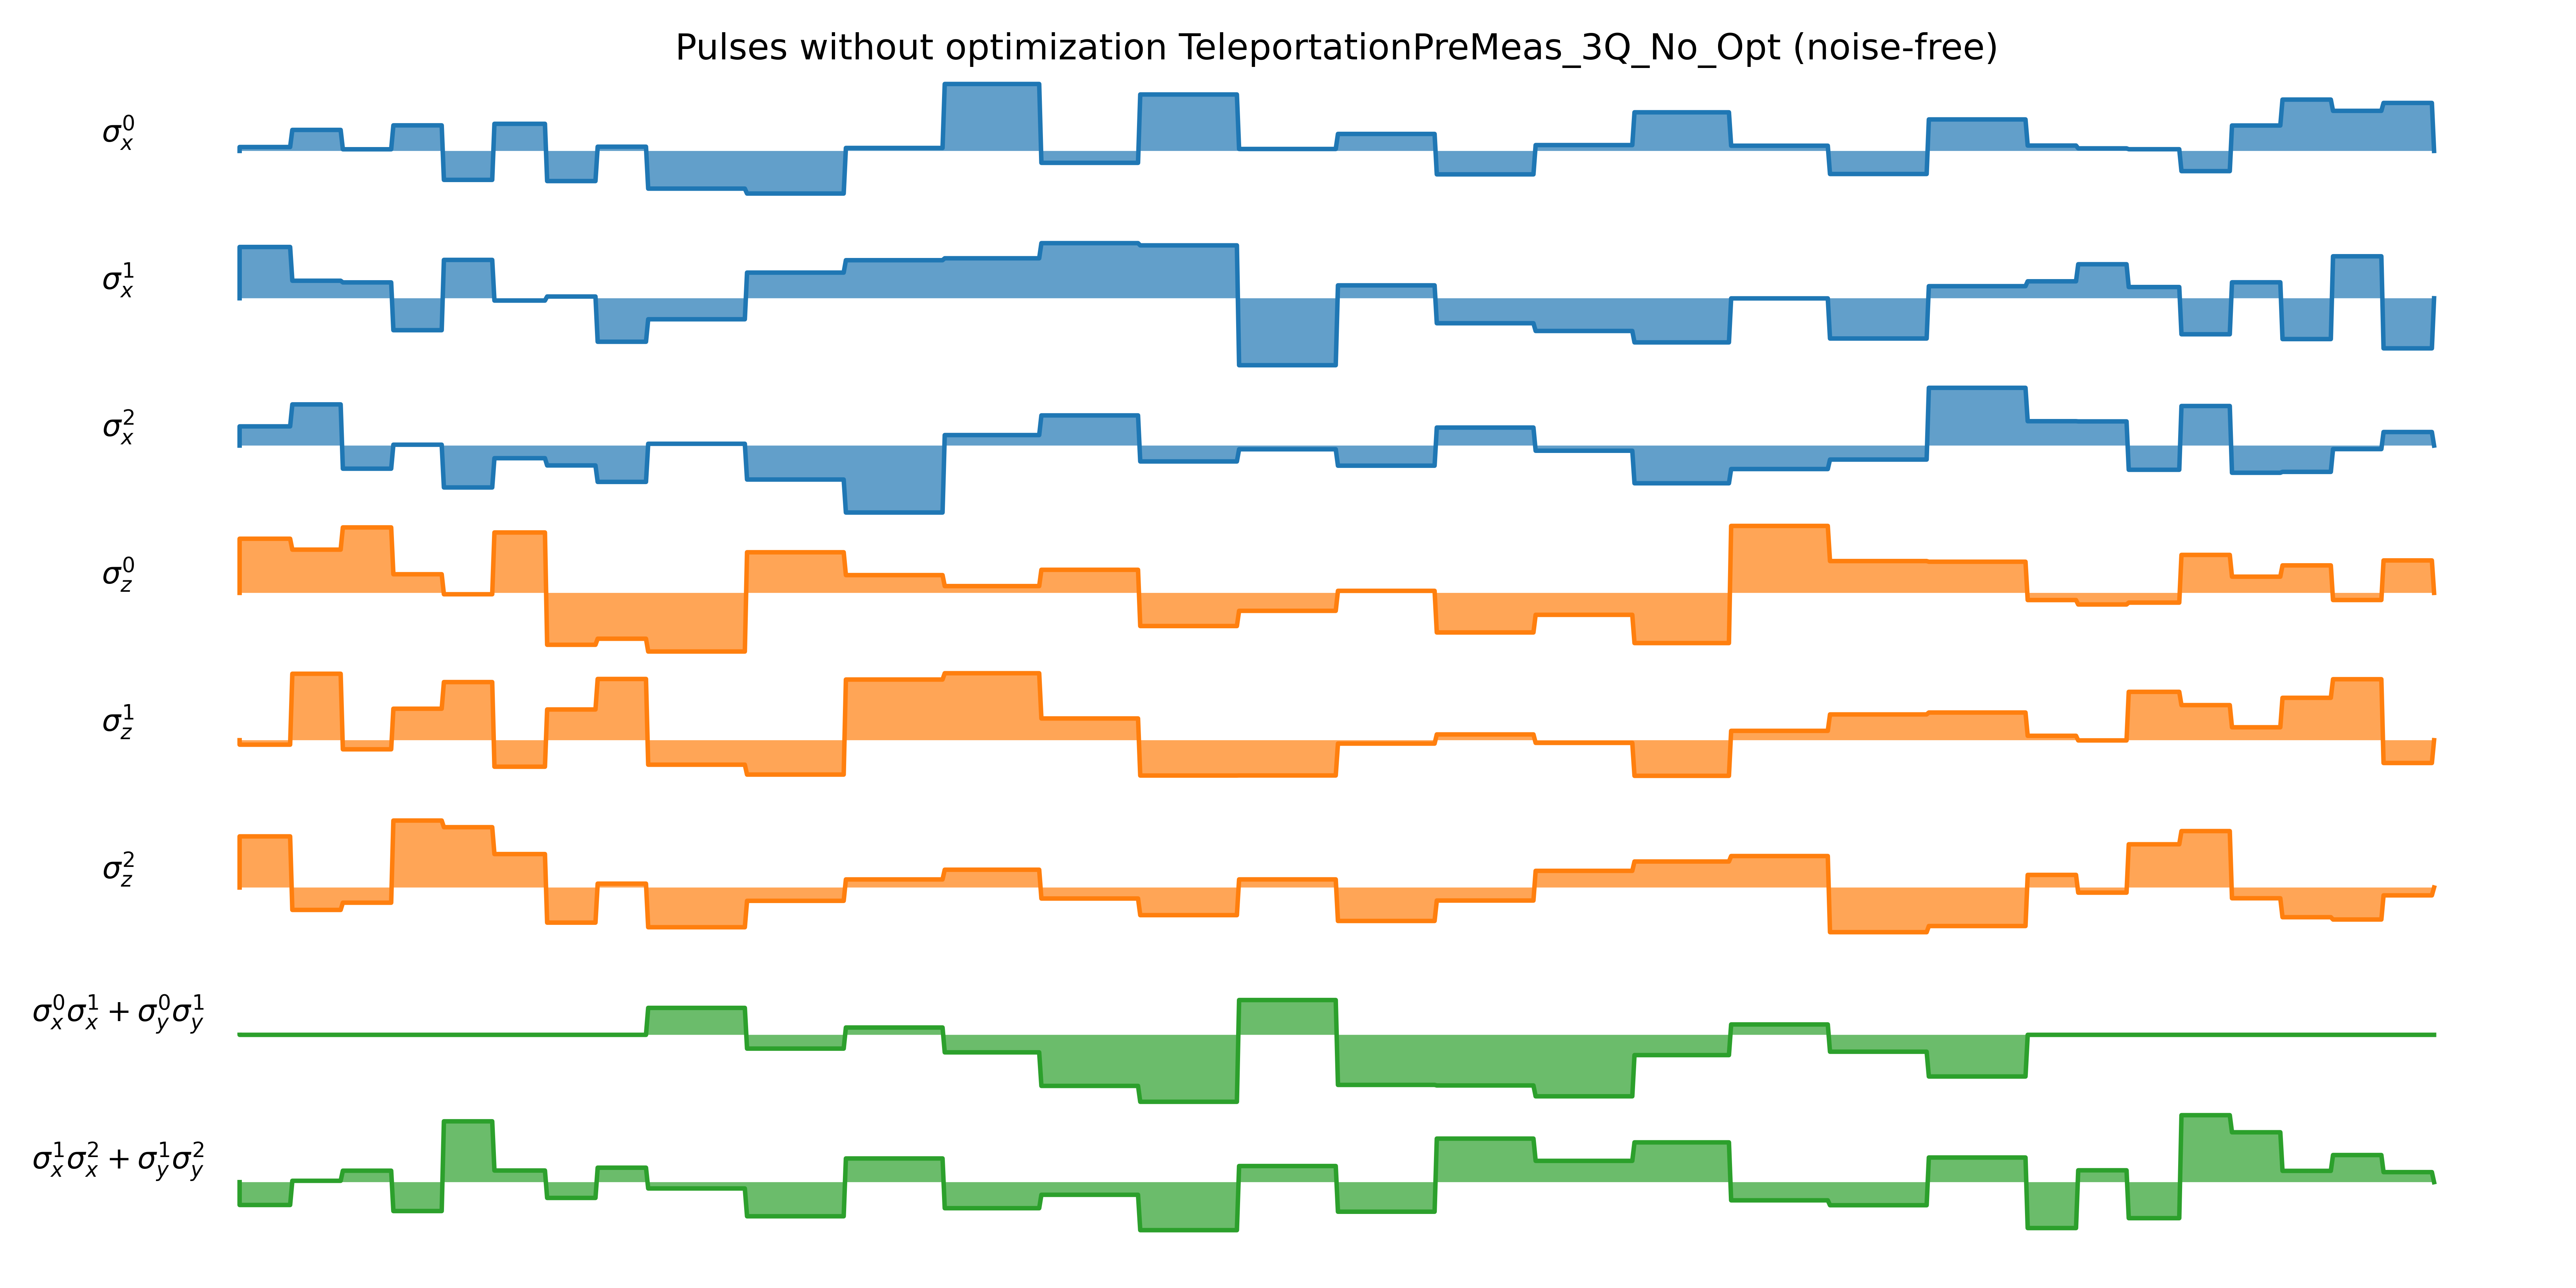 Pulses without optimization TeleportationPreMeas_3Q_No_Opt (noise-free)
σ_x^0
σ_x^1
σ_x^2
σ_z^0
σ_z^1
σ_z^2
σ_x^0σ_x^1 + σ_y^0σ_y^1
σ_x^1σ_x^2 + σ_y^1σ_y^2